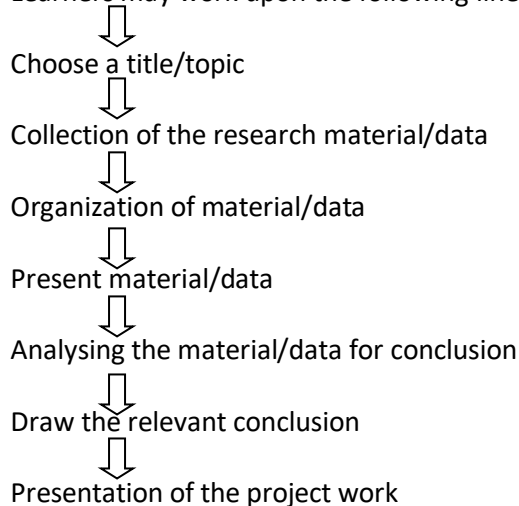 Learners may work upon the following line
Choose a title/topic
Collection of the research material/data
Organization of material/data
Present material/data
Analysing the material/data for conclusion
Draw the relevant conclusion
Presentation of the project work